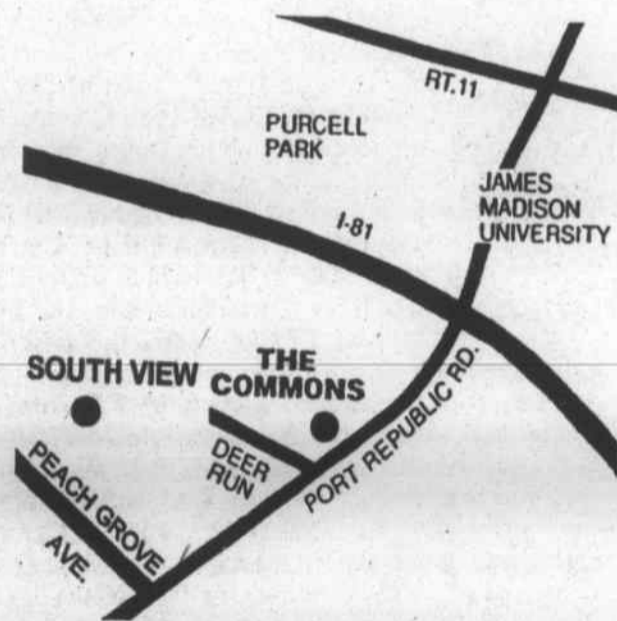 RT.11
PURCELL
PARK
JAMES
MADISON
UNIVERSITY
I-81
SOUTH VIEW
THE
COMMONS
DEER
RUN
PORT REPUBLIC RD.
PEACH GROVE
AVE.